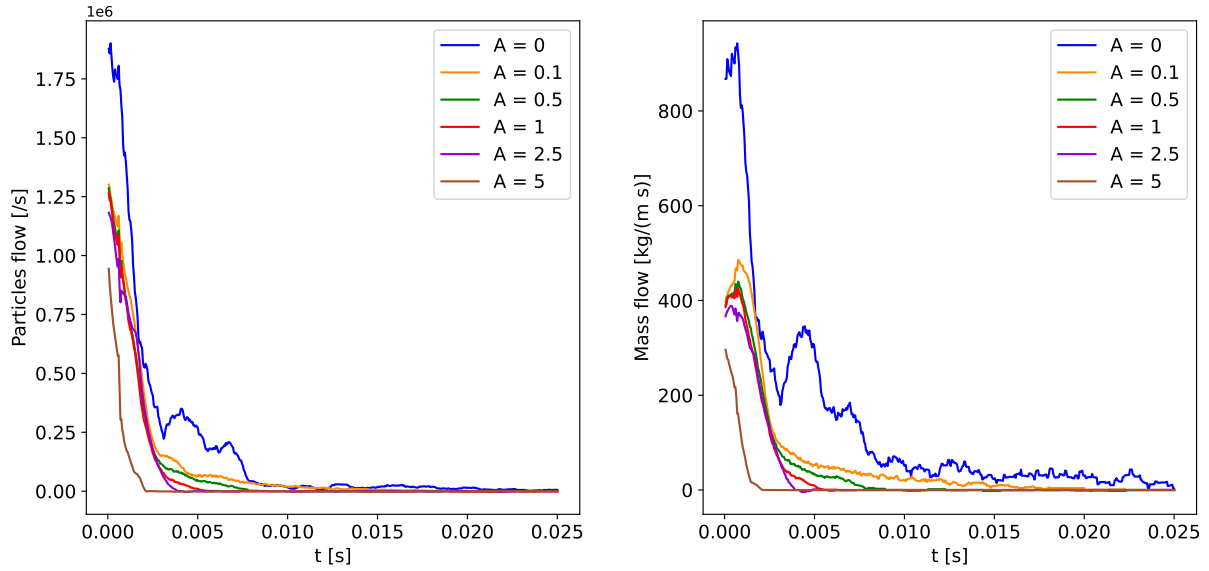 1e6
Particles flow [/s]
1.75
1.50
1.25
1.00
0.75
0.50
0.25
0.00
0.000 0.005 0.010 0.015 0.020 0.025
t [s]
A = 0
A = 0.1
A = 0.5
A = 1
A = 2.5
A = 5
Mass flow [kg/(m s)]
800
600
400
200
0
0.000 0.005 0.010 0.015 0.020 0.025
t [s]
A = 0
A = 0.1
A = 0.5
A = 1
A = 2.5
A = 5